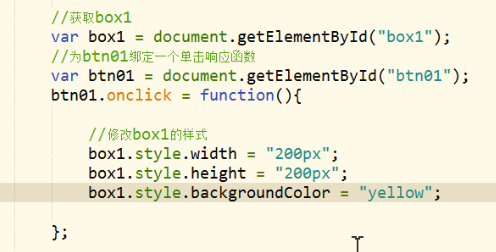 //获取box1
var box1 = document.getElementById("box1");
//为btn01绑定一个单击响应函数
var btn01 = document.getElementById("btn01");
btn01.onclick = function(){
//修改box1的样式
box1.style.width = "200px";
box1.style.height = "200px";
box1.style.backgroundColor = "yellow";
};